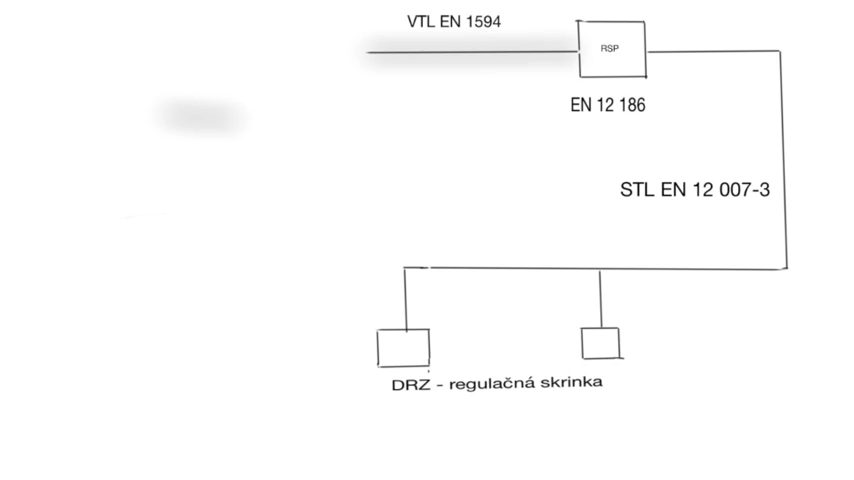 VTL EN 1594
RSP
EN 12 186
STL EN 12 007-3
DRZ - regulačná skrinka